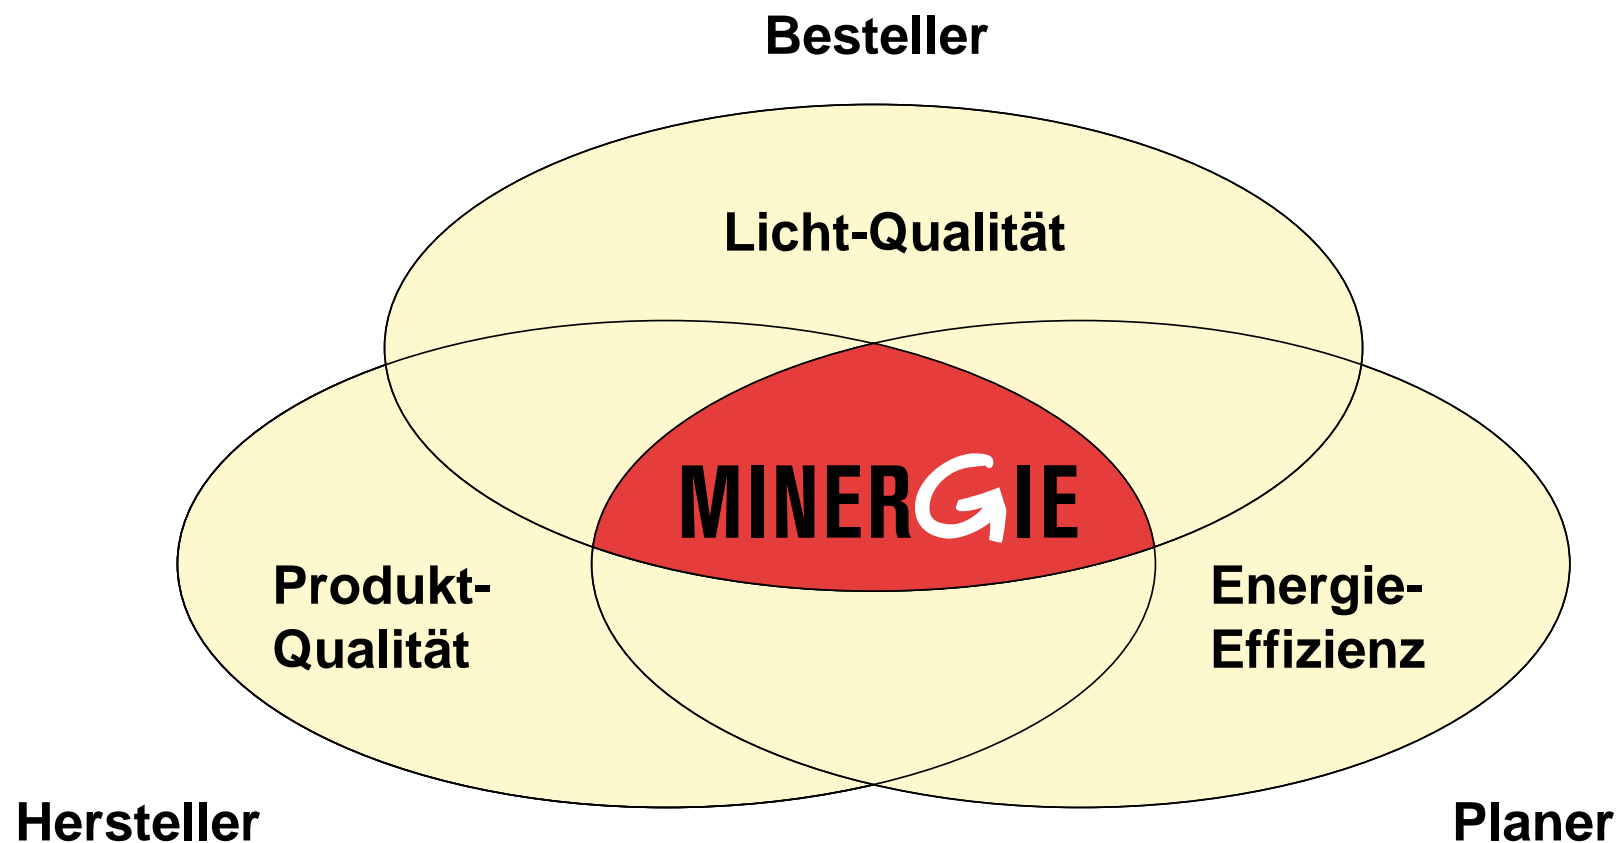 Besteller
Licht-Qualität
MINERGIE
Produkt-
Qualität
Energie-
Effizienz
Hersteller
Planer